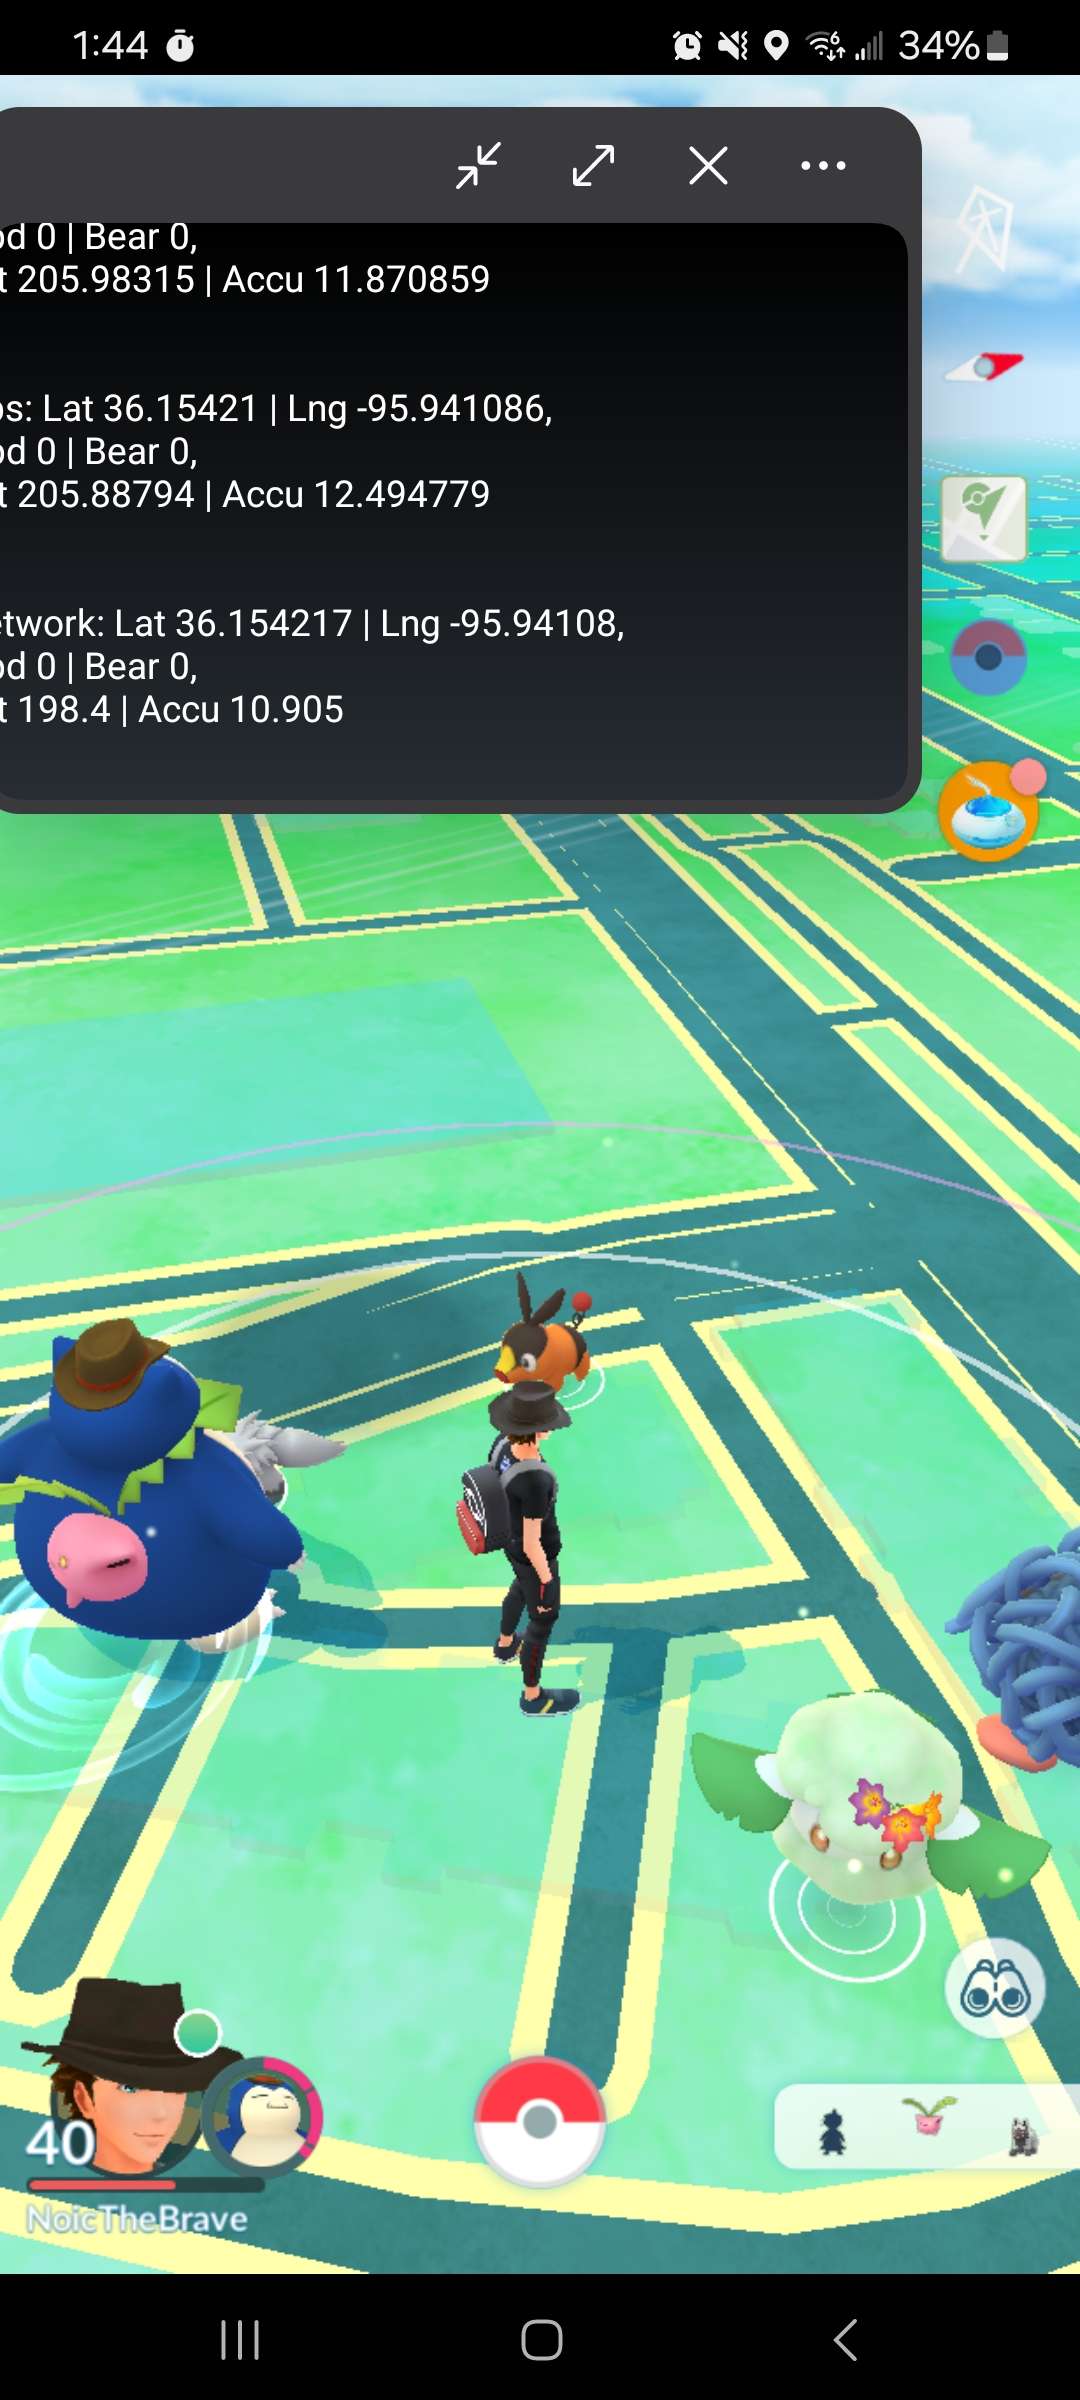 1:44
6
34%
od 0 | Bear 0,
t 205.98315 | Accu 11.870859
os: Lat 36.15421 | Lng -95.941086,
od 0 | Bear 0,
t 205.88794 | Accu 12.494779
etwork: Lat 36.154217 | Lng -95.94108,
od 0 | Bear 0,
t 198.4 | Accu 10.905
40
NoicTheBrave